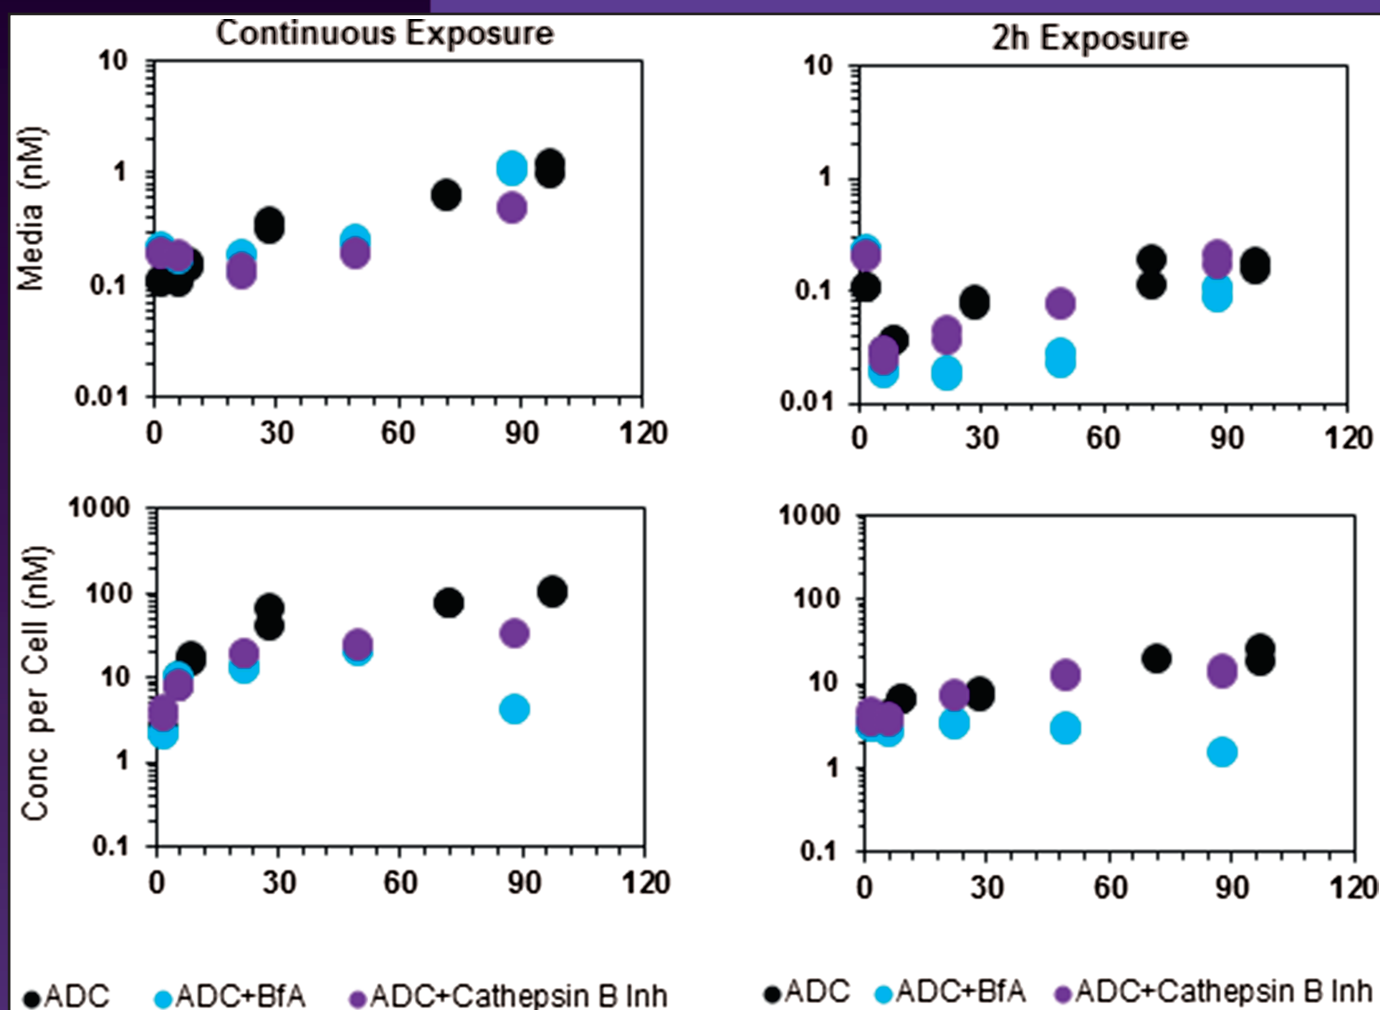 Continuous Exposure
2h Exposure
Media (nM)
10
1
0.1
0.01
0 30 60 90 120
10
1
0.1
0.01
0 30 60 90 120
Conc per Cell (nM)
1000
100
10
1
0.1
0 30 60 90 120
1000
100
10
1
0.1
0 30 60 90 120
ADC ADC+BfA ADC+Cathepsin B Inh
ADC ADC+BfA ADC+Cathepsin B Inh